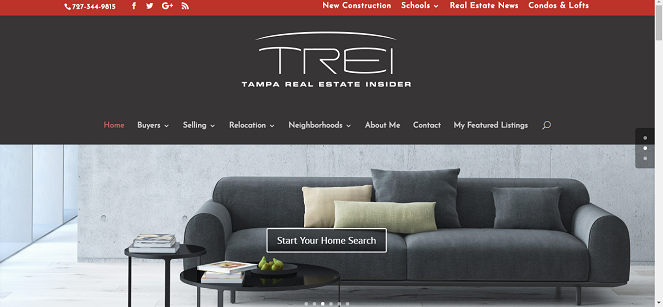 727-344-9815 f G+ New Construction Schools Real Estate News Condos & Lofts
TREI
TAMPA REAL ESTATE INSIDER
Home Buyers Selling Relocation Neighborhoods About Me Contact My Featured Listings
Start Your Home Search